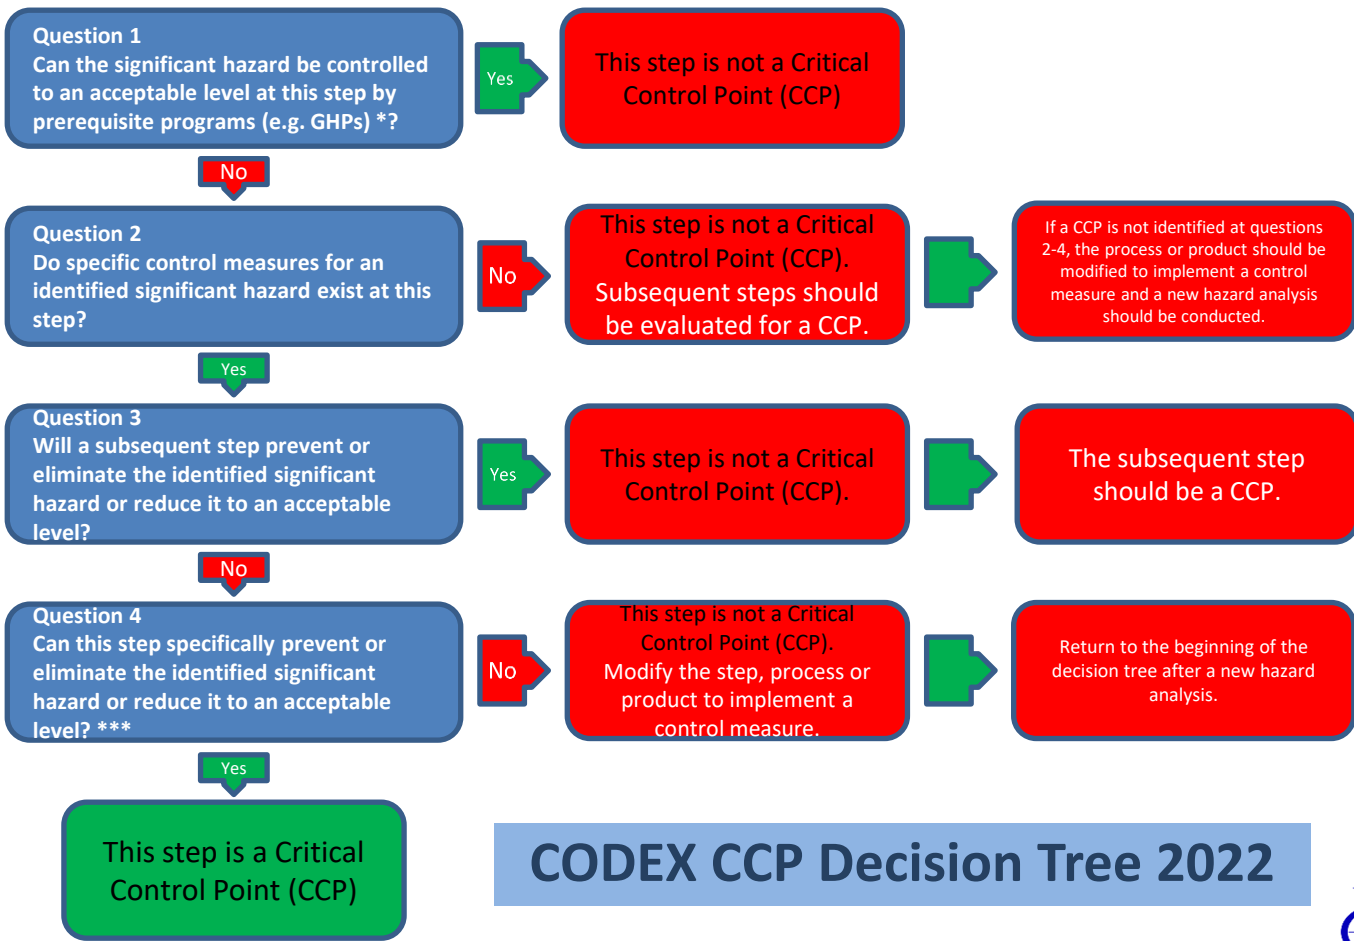 Question 1
Can the significant hazard be controlled
to an acceptable level at this step by
prerequisite programs (e.g. GHPs) *?
Yes
This step is not a Critical
Control Point (CCP)
No
Question 2
Do specific control measures for an
identified significant hazard exist at this
step?
No
This step is not a Critical
Control Point (CCP).
Subsequent steps should
be evaluated for a CCP.
If a CCP is not identified at questions
2-4, the process or product should be
modified to implement a control
measure and a new hazard analysis
should be conducted.
Yes
Question 3
Will a subsequent step prevent or
eliminate the identified significant
hazard or reduce it to an acceptable
level?
Yes
This step is not a Critical
Control Point (CCP).
The subsequent step
should be a CCP.
No
Question 4
Can this step specifically prevent or
eliminate the identified significant
hazard or reduce it to an acceptable
level? ***
No
This step is not a Critical
Control Point (CCP).
Modify the step, process or
product to implement a
control measure.
Return to the beginning of the
decision tree after a new hazard
analysis.
Yes
This step is a Critical
Control Point (CCP)
CODEX CCP Decision Tree 2022